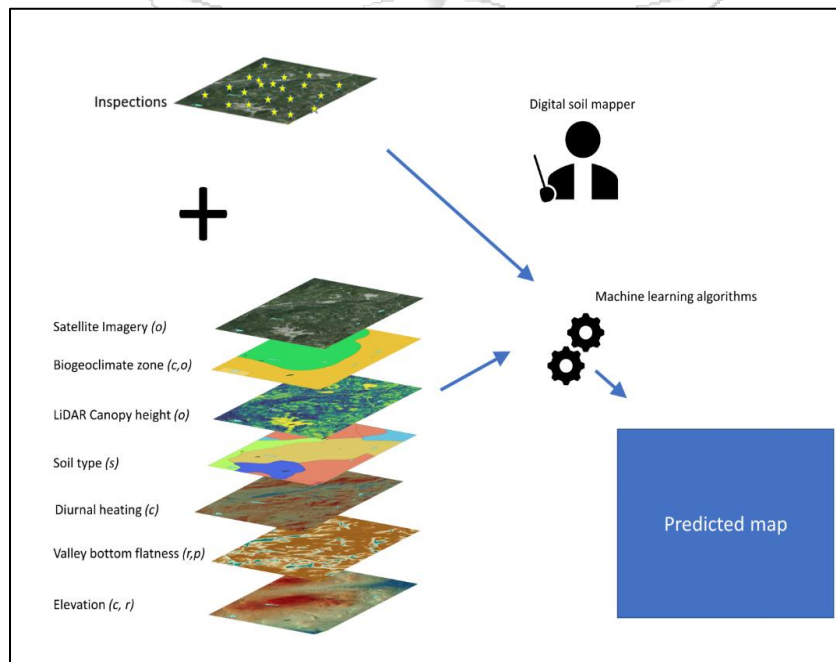 Inspections
Digital soil mapper
Machine learning algorithms
Satellite Imagery (o)
Biogeoclimate zone (c,o)
LiDAR Canopy height (o)
Soil type (s)
Diurnal heating (c)
Valley bottom flatness (r,p)
Elevation (c, r)
Predicted map